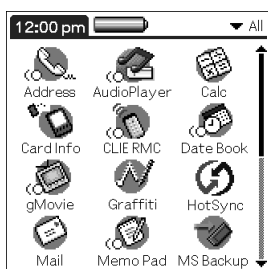 12:00 pm All
Address AudioPlayer Calc
Card Info CLIE RMC Date Book
gMovie Graffiti HotSync
Mail Memo Pad MS Backup